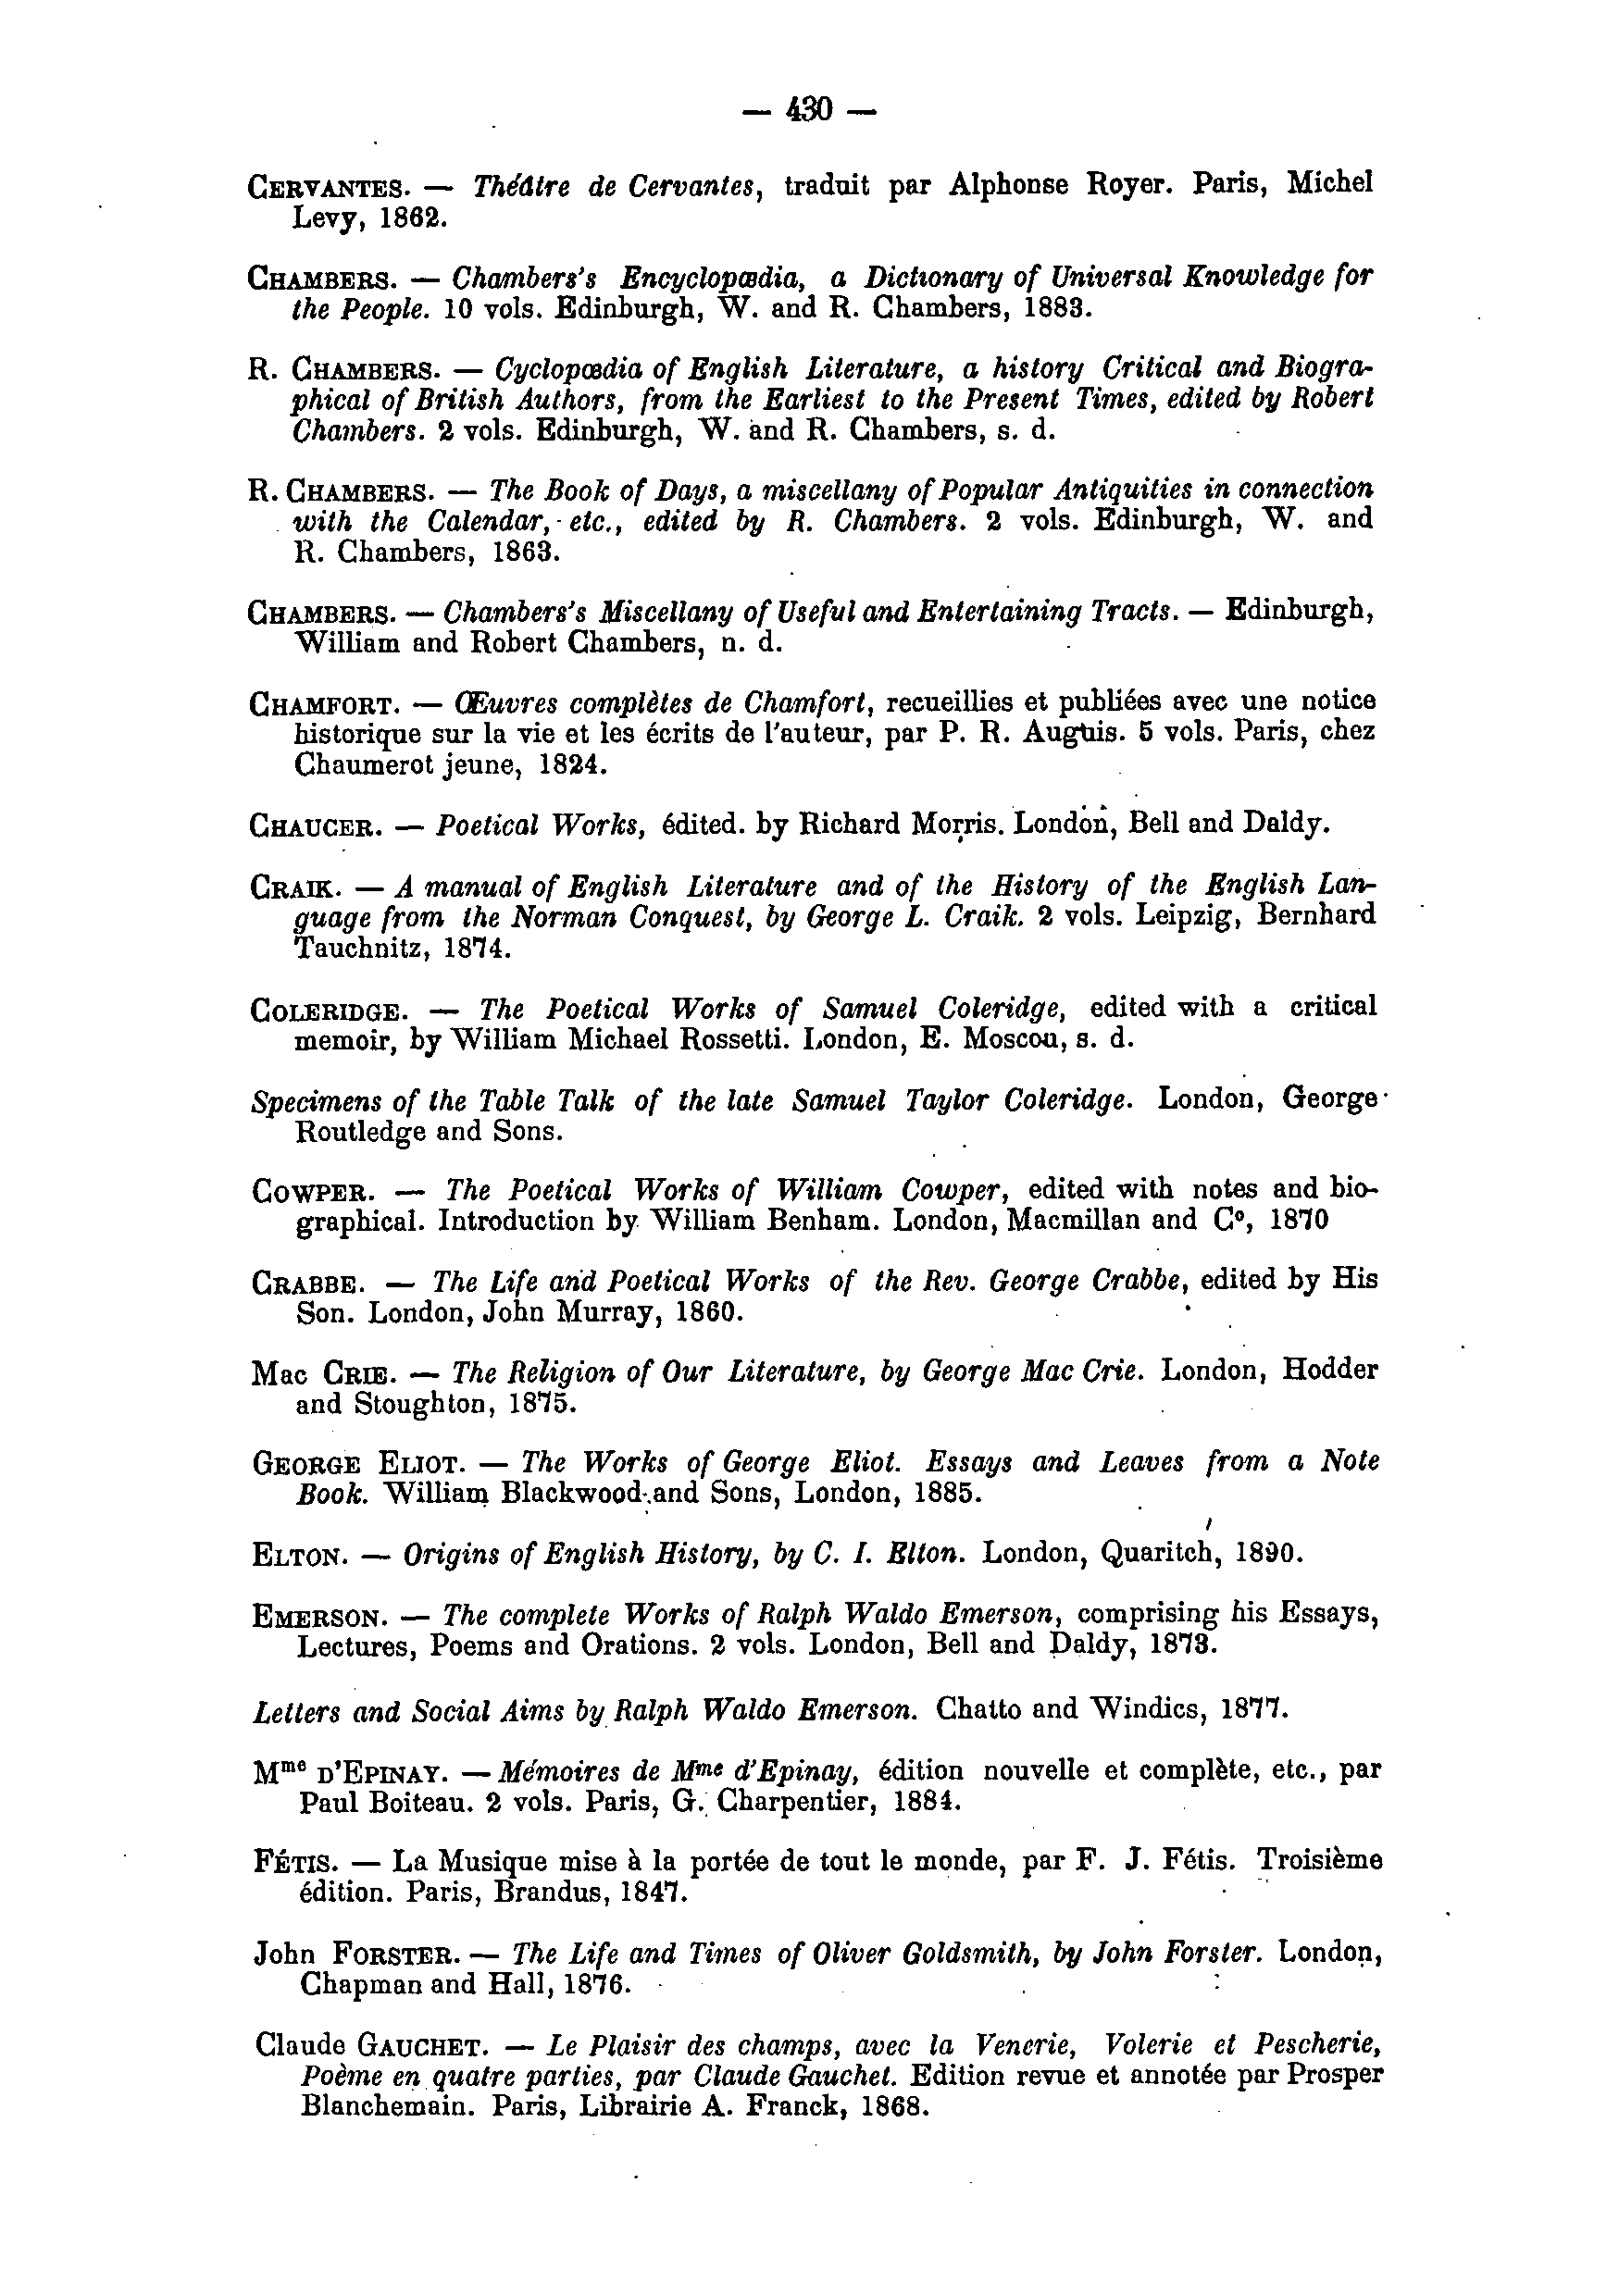 — 430 —
CERVANTES. — Théâtre de Cervantes, traduit par Alphonse Royer. Paris, Michel
Levy, 1862.
CHAMBERS. — Chambers's Encyclopœdia, a Dictionary of Universal Knowledge for
the People. 10 vols. Edinburgh, W. and R. Chambers, 1883.
R. CHAMBERS. — Cyclopœdia of English Literature, a history Critical and Biogra-
phical of British Authors, from the Earliest to the Present Times, edited by Robert
Chambers. 2 vols. Edinburgh, W. and R. Chambers, s. d.
R. CHAMBERS. — The Book of Days, a miscellany of Popular Antiquities in connection
with the Calendar, etc., edited by R. Chambers. 2 vols. Edinburgh, W. and
R. Chambers, 1863.
CHAMBERS. — Chambers's Miscellany of Useful and Entertaining Tracts. — Edinburgh,
William and Robert Chambers, n. d.
CHAMFORT. — Œuvres complètes de Chamfort, recueillies et publiées avec une notice
historique sur la vie et les écrits de l'auteur, par P. R. Auguis. 5 vols. Paris, chez
Chaumerot jeune, 1824.
CHAUCER. — Poetical Works, édited. by Richard Morris. London, Bell and Daldy.
CRAIK. — A manual of English Literature and of the History of the English Lan-
guage from the Norman Conquest, by George L. Craik. 2 vols. Leipzig, Bernhard
Tauchnitz, 1874.
COLERIDGE. — The Poetical Works of Samuel Coleridge, edited with a critical
memoir, by William Michael Rossetti. London, E. Moscou, s. d.
Specimens of the Table Talk of the late Samuel Taylor Coleridge. London, George
Routledge and Sons.
COWPER. — The Poetical Works of William Cowper, edited with notes and bio-
graphical. Introduction by William Benham. London, Macmillan and Cº, 1870
CRABBE. — The Life and Poetical Works of the Rev. George Crabbe, edited by His
Son. London, John Murray, 1860.
Mac CRIE. — The Religion of Our Literature, by George Mac Crie. London, Hodder
and Stoughton, 1875.
GEORGE ELIOT. — The Works of George Eliot. Essays and Leaves from a Note
Book. William Blackwood and Sons, London, 1885.
ELTON. — Origins of English History, by C. I. Elton. London, Quaritch, 1890.
EMERSON. — The complete Works of Ralph Waldo Emerson, comprising his Essays,
Lectures, Poems and Orations. 2 vols. London, Bell and Daldy, 1873.
Letters and Social Aims by Ralph Waldo Emerson. Chatto and Windics, 1877.
Mme D'EPINAY. — Mémoires de Mme d'Epinay, édition nouvelle et complète, etc., par
Paul Boiteau. 2 vols. Paris, G. Charpentier, 1884.
FÉTIS. — La Musique mise à la portée de tout le monde, par F. J. Fétis. Troisième
édition. Paris, Brandus, 1847.
John FORSTER. — The Life and Times of Oliver Goldsmith, by John Forster. London,
Chapman and Hall, 1876.
Claude GAUCHET. — Le Plaisir des champs, avec la Venerie, Volerie et Pescherie,
Poème en quatre parties, par Claude Gauchet. Edition revue et annotée par Prosper
Blanchemain. Paris, Librairie A. Franck, 1868.